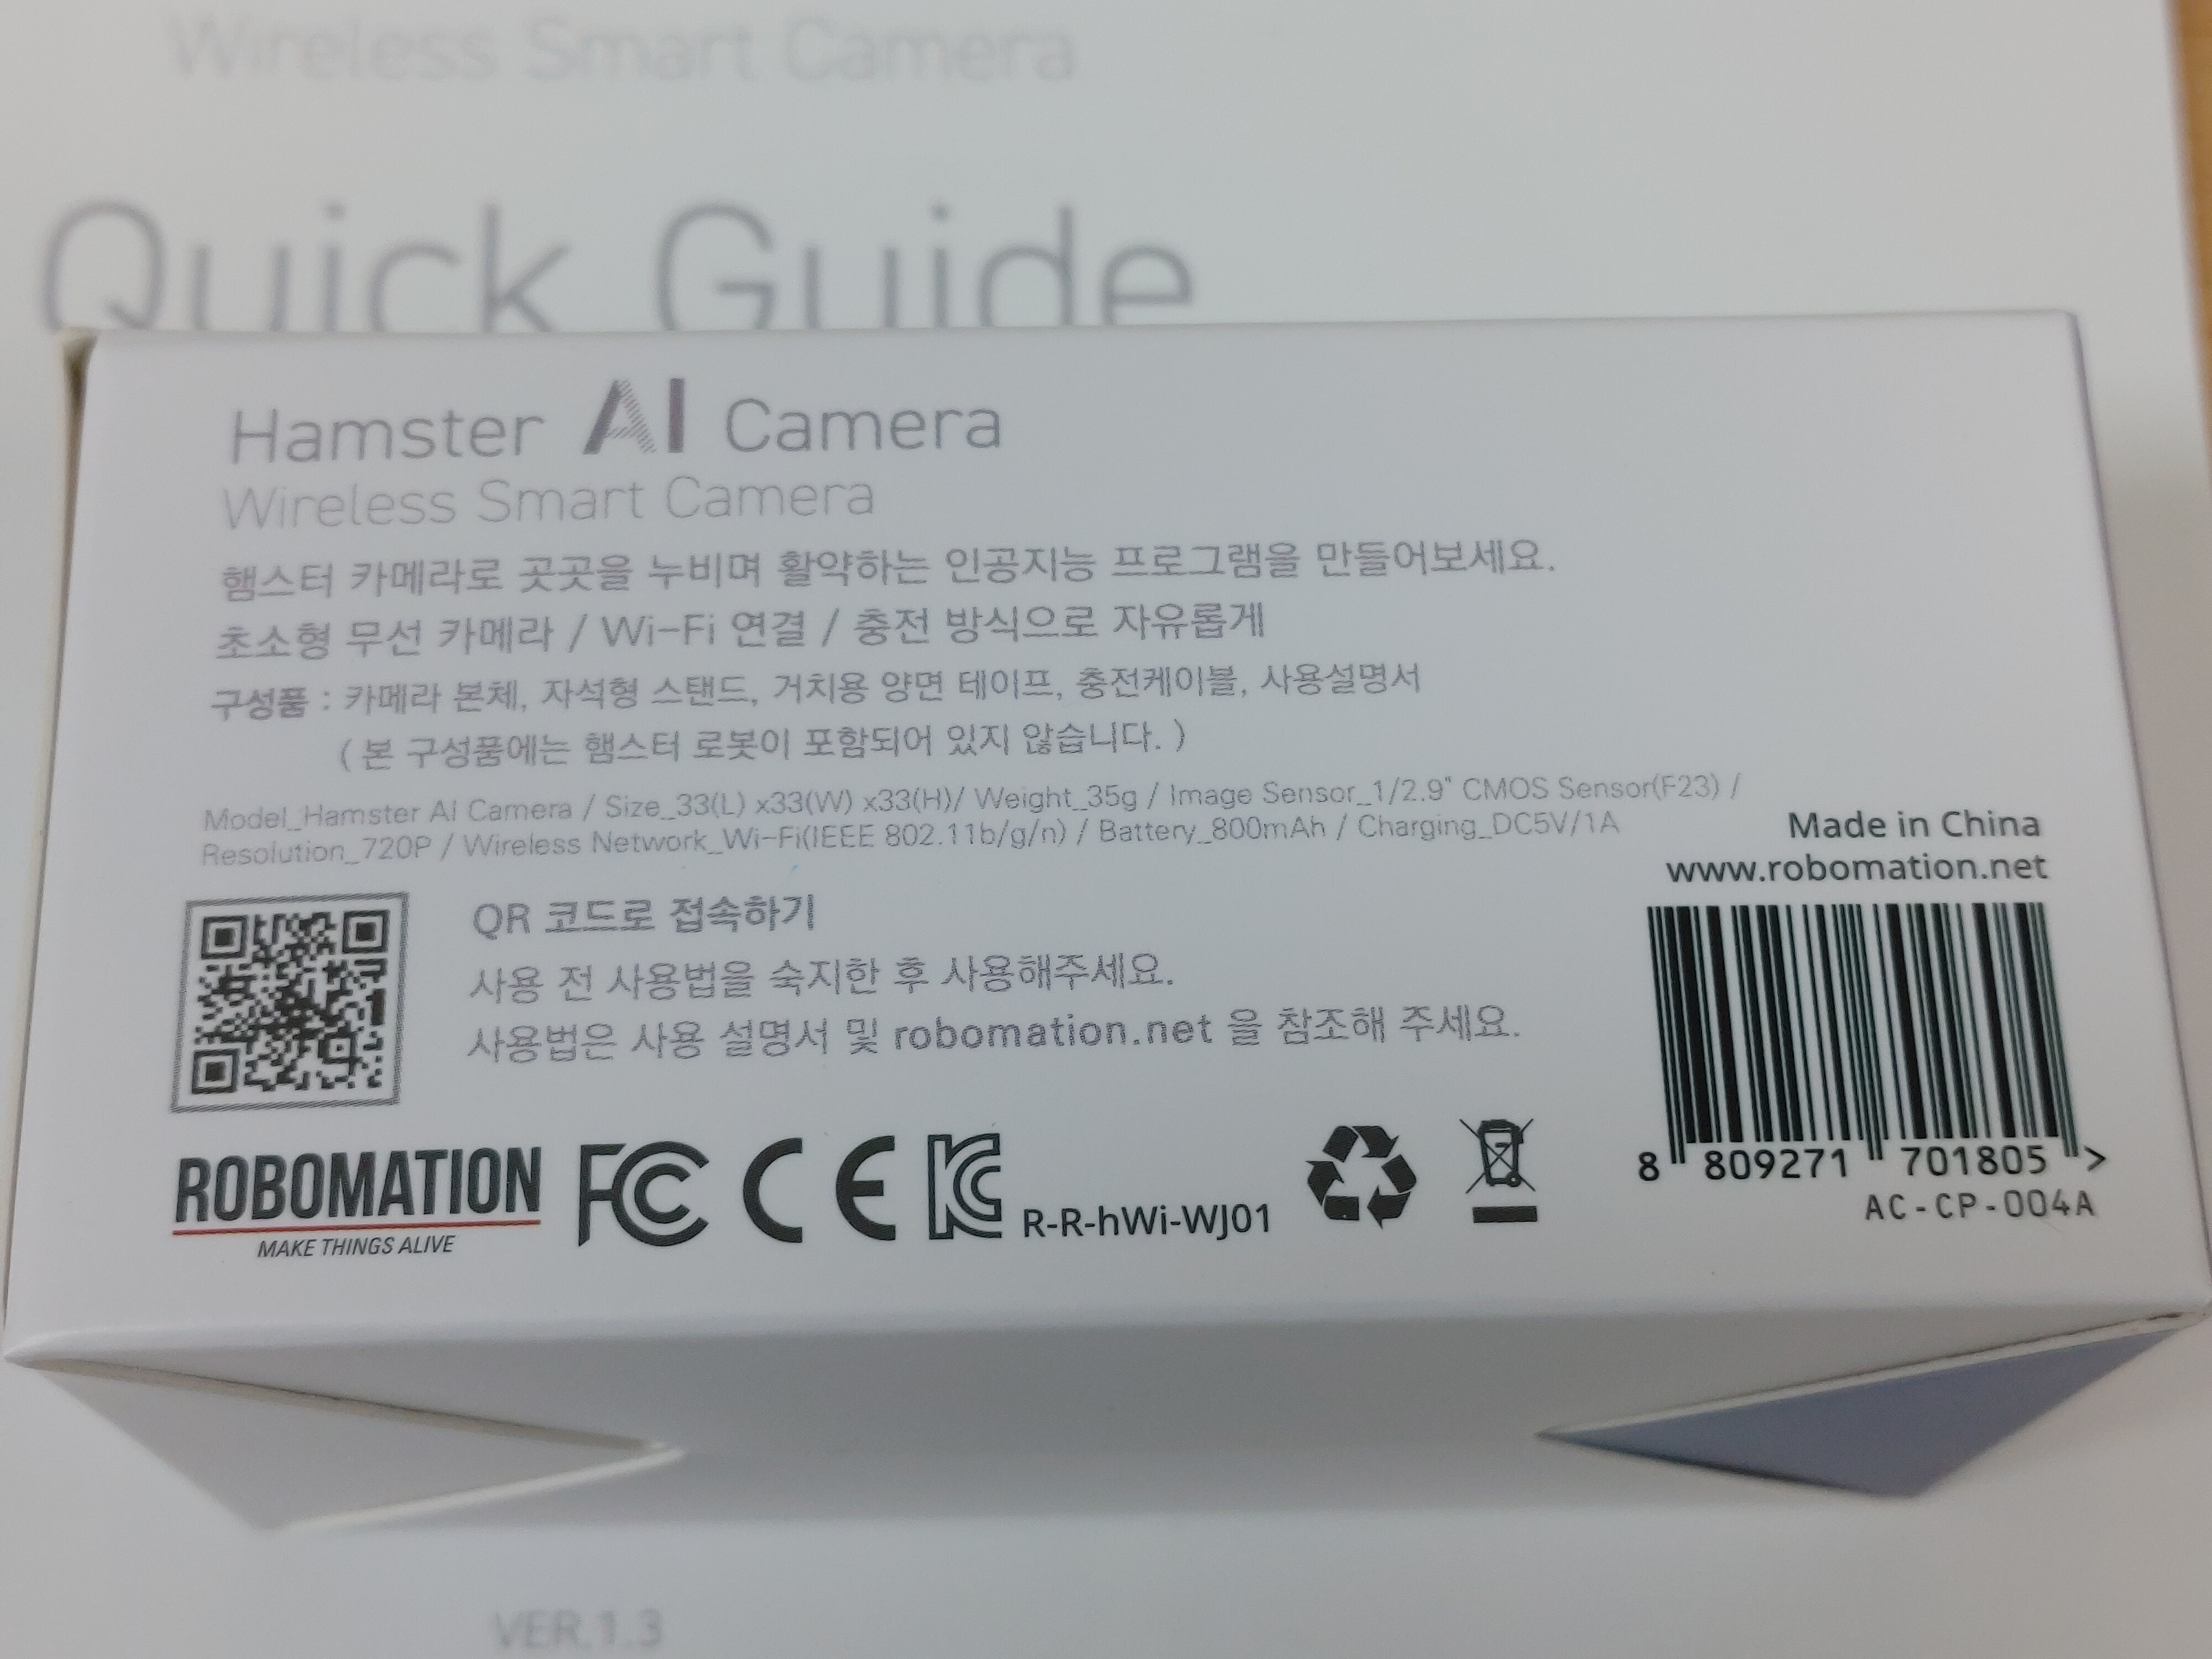 Wireless Smart Camera
Quick Guide
Hamster AI Camera
Wireless Smart Camera
햄스터 카메라로 곳곳을 누비며 활약하는 인공지능 프로그램을 만들어보세요.
초소형 무선 카메라 / Wi-Fi 연결 / 충전 방식으로 자유롭게
구성품 : 카메라 본체, 자석형 스탠드, 거치용 양면 테이프, 충전케이블, 사용설명서
( 본 구성품에는 햄스터 로봇이 포함되어 있지 않습니다. )
Model_Hamster AI Camera / Size_33(L) x33(W) x33(H)/ Weight_35g / Image Sensor_1/2.9" CMOS Sensor(F23) /
Resolution_720P / Wireless Network_Wi-Fi(IEEE 802.11b/g/n) / Battery_800mAh / Charging_DC5V/1A
Made in China
www.robomation.net
QR 코드로 접속하기
사용 전 사용법을 숙지한 후 사용해주세요.
사용법은 사용 설명서 및 robomation.net 을 참조해 주세요.
8 809271 701805 >
AC-CP-004A
ROBOMATION
MAKE THINGS ALIVE
FC CE KC R-R-hWi-WJ01
VER.1.3